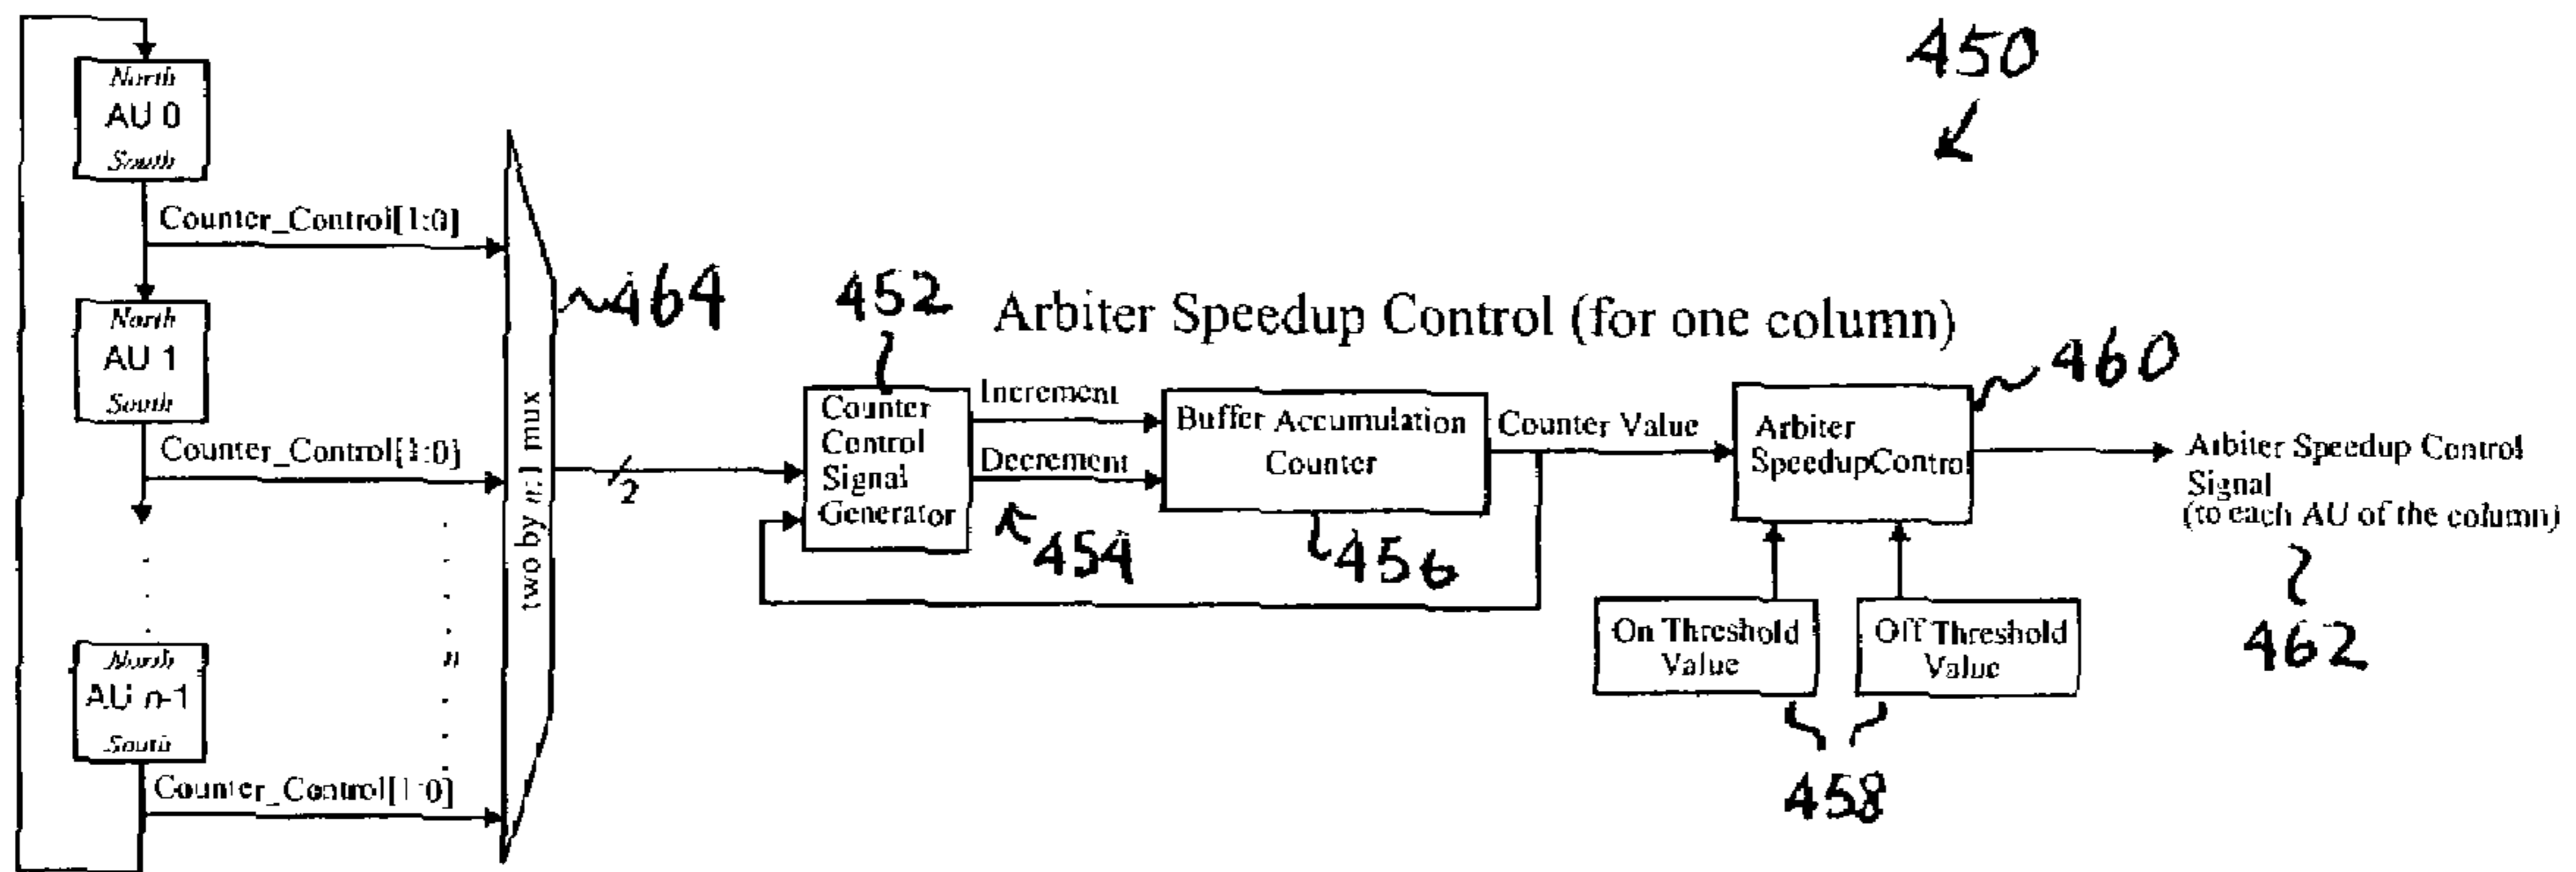 450
North
AU 0
South
Counter_Control[1:0]
North
AU 1
South
Counter_Control[1:0]
North
AU n-1
South
Counter_Control[1:0]
n
two by n:1 mux
464
2
Arbiter Speedup Control (for one column)
452
Counter
Control
Signal
Generator
Increment
Decrement
454
Buffer Accumulation
Counter
456
Counter Value
Arbiter
SpeedupControl
460
On Threshold
Value
Off Threshold
Value
458
Arbiter Speedup Control
Signal
(to each AU of the column)
462